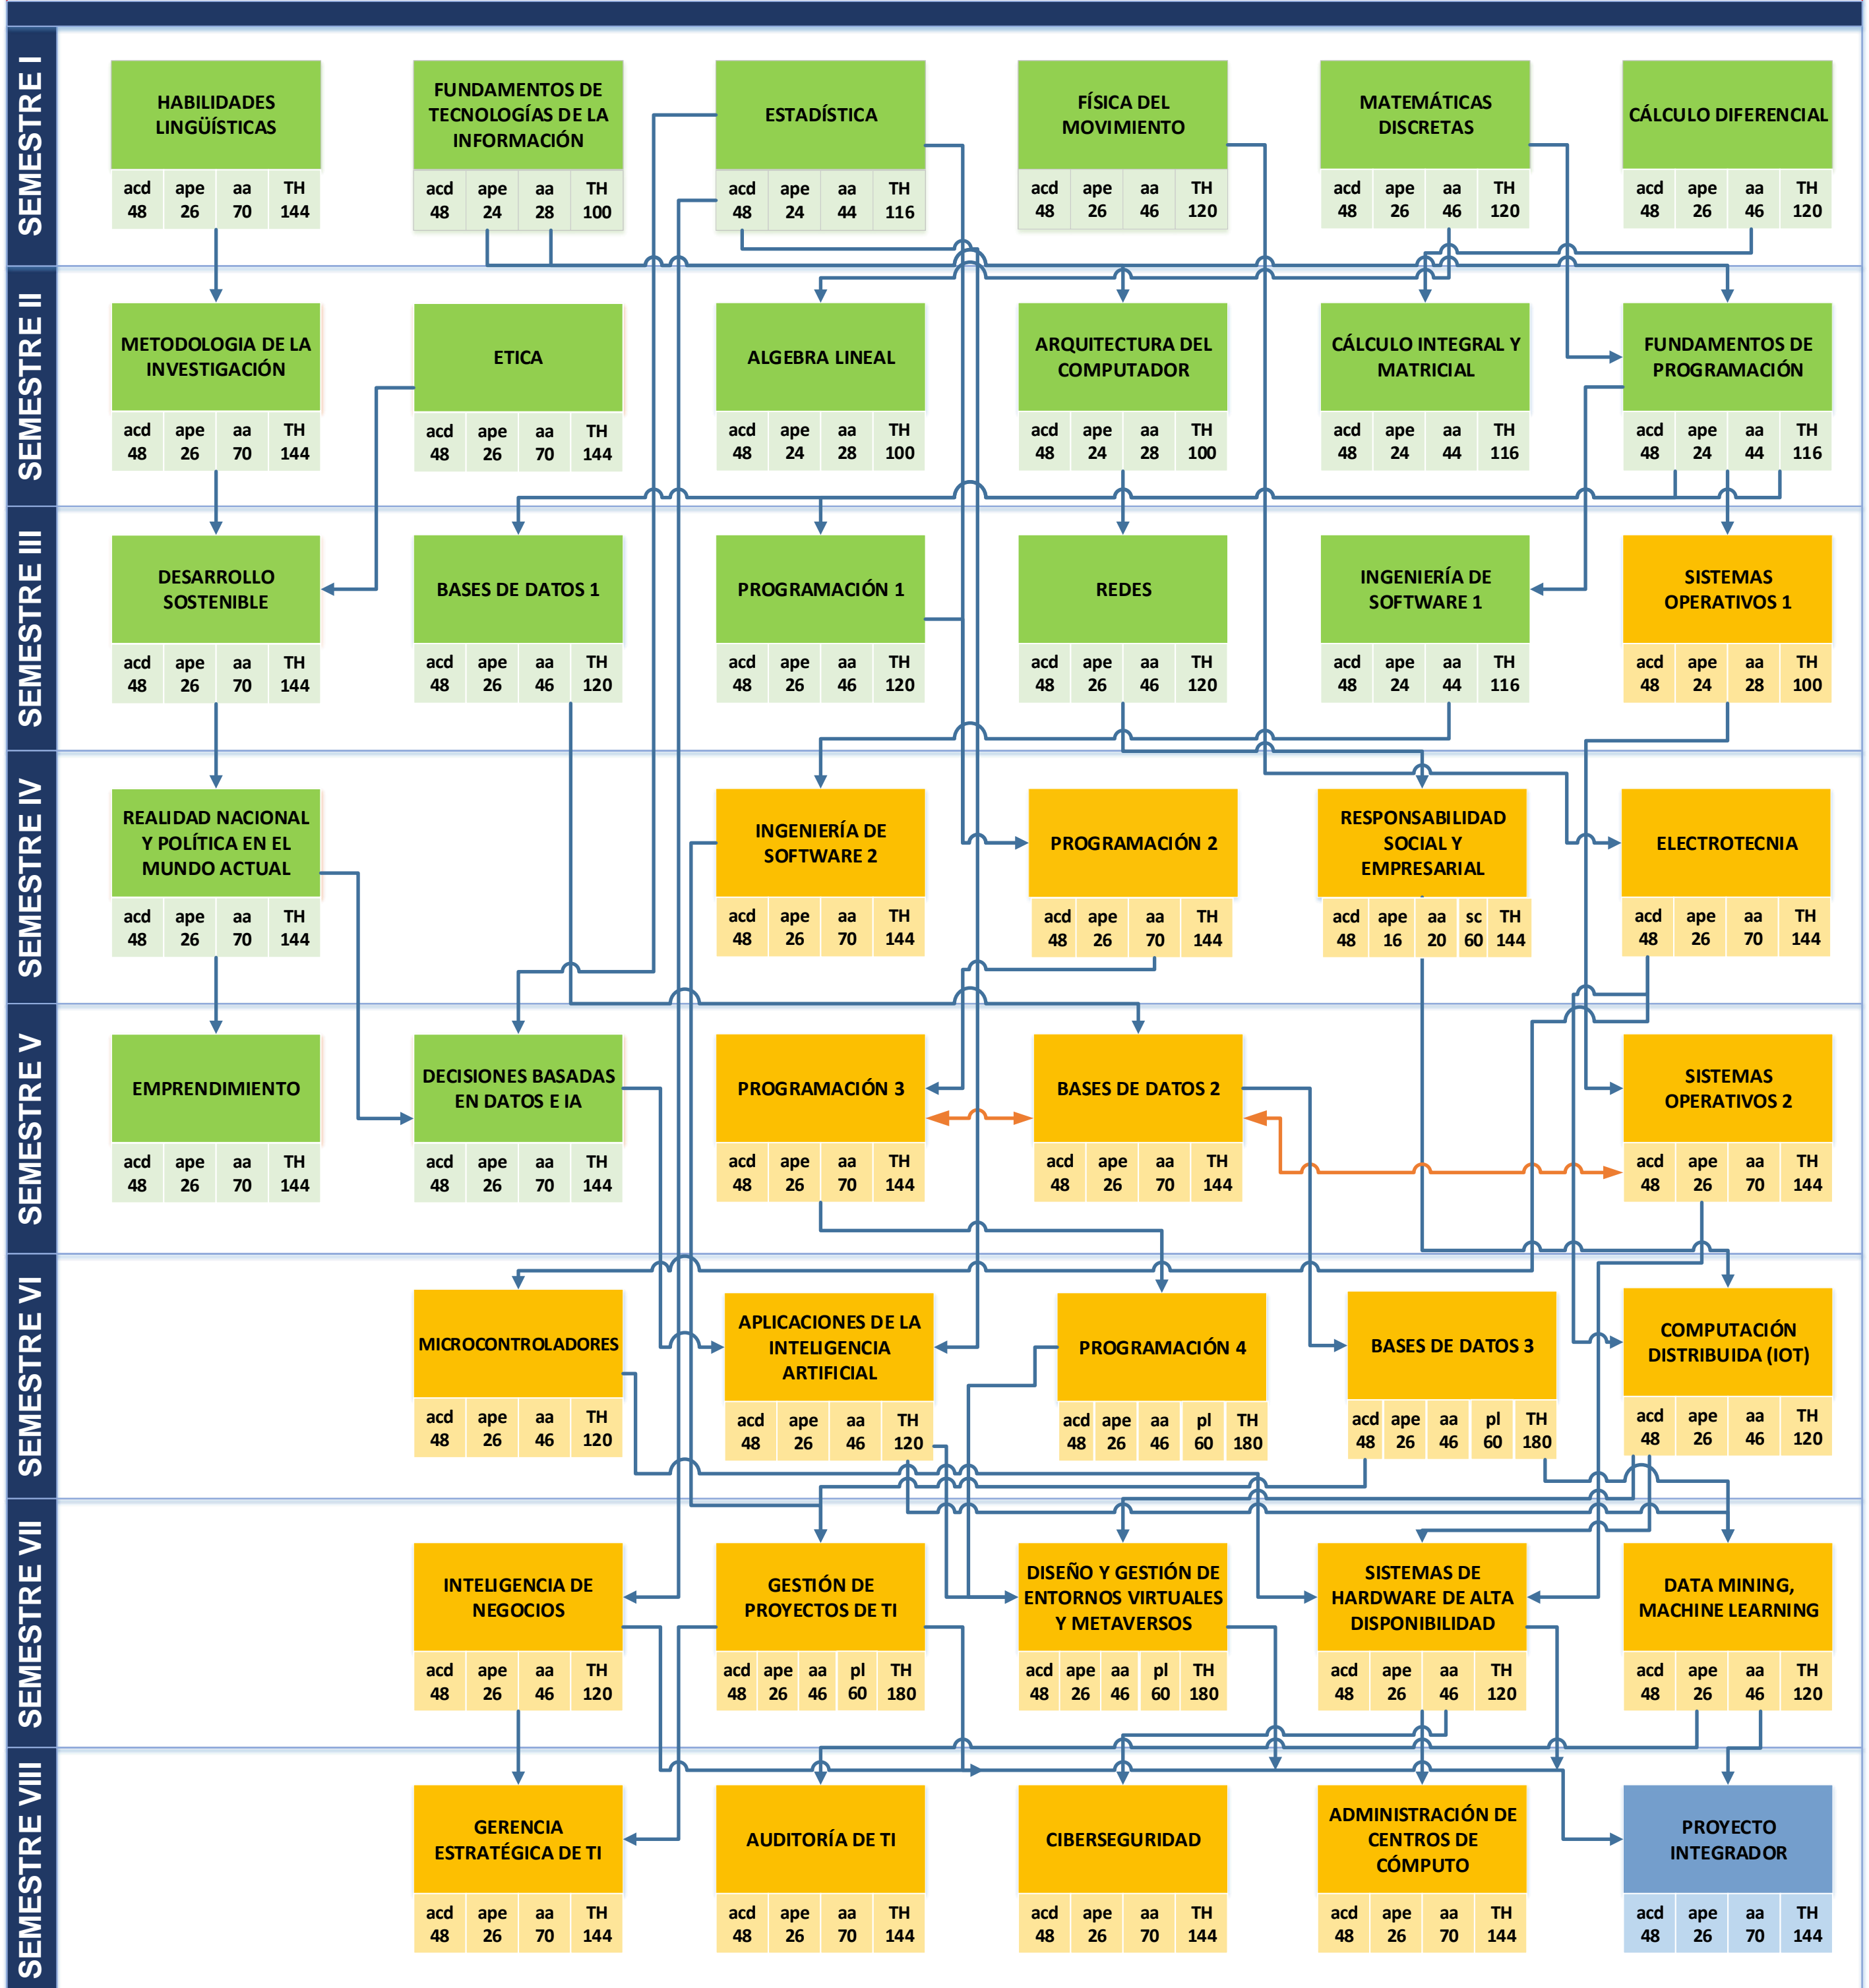 SEMESTRE I
HABILIDADES
LINGÜÍSTICAS
acd ape aa TH
48 26 70 144
FUNDAMENTOS DE
TECNOLOGÍAS DE LA
INFORMACIÓN
acd ape aa TH
48 24 28 100
ESTADÍSTICA
acd ape aa TH
48 24 44 116
FÍSICA DEL
MOVIMIENTO
acd ape aa TH
48 26 46 120
MATEMÁTICAS
DISCRETAS
acd ape aa TH
48 26 46 120
CÁLCULO DIFERENCIAL
acd ape aa TH
48 26 46 120
SEMESTRE II
METODOLOGIA DE LA
INVESTIGACIÓN
acd ape aa TH
48 26 70 144
ETICA
acd ape aa TH
48 26 70 144
ALGEBRA LINEAL
acd ape aa TH
48 24 28 100
ARQUITECTURA DEL
COMPUTADOR
acd ape aa TH
48 24 28 100
CÁLCULO INTEGRAL Y
MATRICIAL
acd ape aa TH
48 24 44 116
FUNDAMENTOS DE
PROGRAMACIÓN
acd ape aa TH
48 24 44 116
SEMESTRE III
DESARROLLO
SOSTENIBLE
acd ape aa TH
48 26 70 144
BASES DE DATOS 1
acd ape aa TH
48 26 46 120
PROGRAMACIÓN 1
acd ape aa TH
48 26 46 120
REDES
acd ape aa TH
48 26 46 120
INGENIERÍA DE
SOFTWARE 1
acd ape aa TH
48 24 44 116
SISTEMAS
OPERATIVOS 1
acd ape aa TH
48 24 28 100
SEMESTRE IV
REALIDAD NACIONAL
Y POLÍTICA EN EL
MUNDO ACTUAL
acd ape aa TH
48 26 70 144
INGENIERÍA DE
SOFTWARE 2
acd ape aa TH
48 26 70 144
PROGRAMACIÓN 2
acd ape aa TH
48 26 70 144
RESPONSABILIDAD
SOCIAL Y
EMPRESARIAL
acd ape aa sc TH
48 16 20 60 144
ELECTROTECNIA
acd ape aa TH
48 26 70 144
SEMESTRE V
EMPRENDIMIENTO
acd ape aa TH
48 26 70 144
DECISIONES BASADAS
EN DATOS E IA
acd ape aa TH
48 26 70 144
PROGRAMACIÓN 3
acd ape aa TH
48 26 70 144
BASES DE DATOS 2
acd ape aa TH
48 26 70 144
SISTEMAS
OPERATIVOS 2
acd ape aa TH
48 26 70 144
SEMESTRE VI
MICROCONTROLADORES
acd ape aa TH
48 26 46 120
APLICACIONES DE LA
INTELIGENCIA
ARTIFICIAL
acd ape aa TH
48 26 46 120
PROGRAMACIÓN 4
acd ape aa pl TH
48 26 46 60 180
BASES DE DATOS 3
acd ape aa pl TH
48 26 46 60 180
COMPUTACIÓN
DISTRIBUIDA (IOT)
acd ape aa TH
48 26 46 120
SEMESTRE VII
INTELIGENCIA DE
NEGOCIOS
acd ape aa TH
48 26 46 120
GESTIÓN DE
PROYECTOS DE TI
acd ape aa pl TH
48 26 46 60 180
DISEÑO Y GESTIÓN DE
ENTORNOS VIRTUALES
Y METAVERSOS
acd ape aa pl TH
48 26 46 60 180
SISTEMAS DE
HARDWARE DE ALTA
DISPONIBILIDAD
acd ape aa TH
48 26 46 120
DATA MINING,
MACHINE LEARNING
acd ape aa TH
48 26 46 120
SEMESTRE VIII
GERENCIA
ESTRATÉGICA DE TI
acd ape aa TH
48 26 70 144
AUDITORÍA DE TI
acd ape aa TH
48 26 70 144
CIBERSEGURIDAD
acd ape aa TH
48 26 70 144
ADMINISTRACIÓN DE
CENTROS DE
CÓMPUTO
acd ape aa TH
48 26 70 144
PROYECTO
INTEGRADOR
acd ape aa TH
48 26 70 144